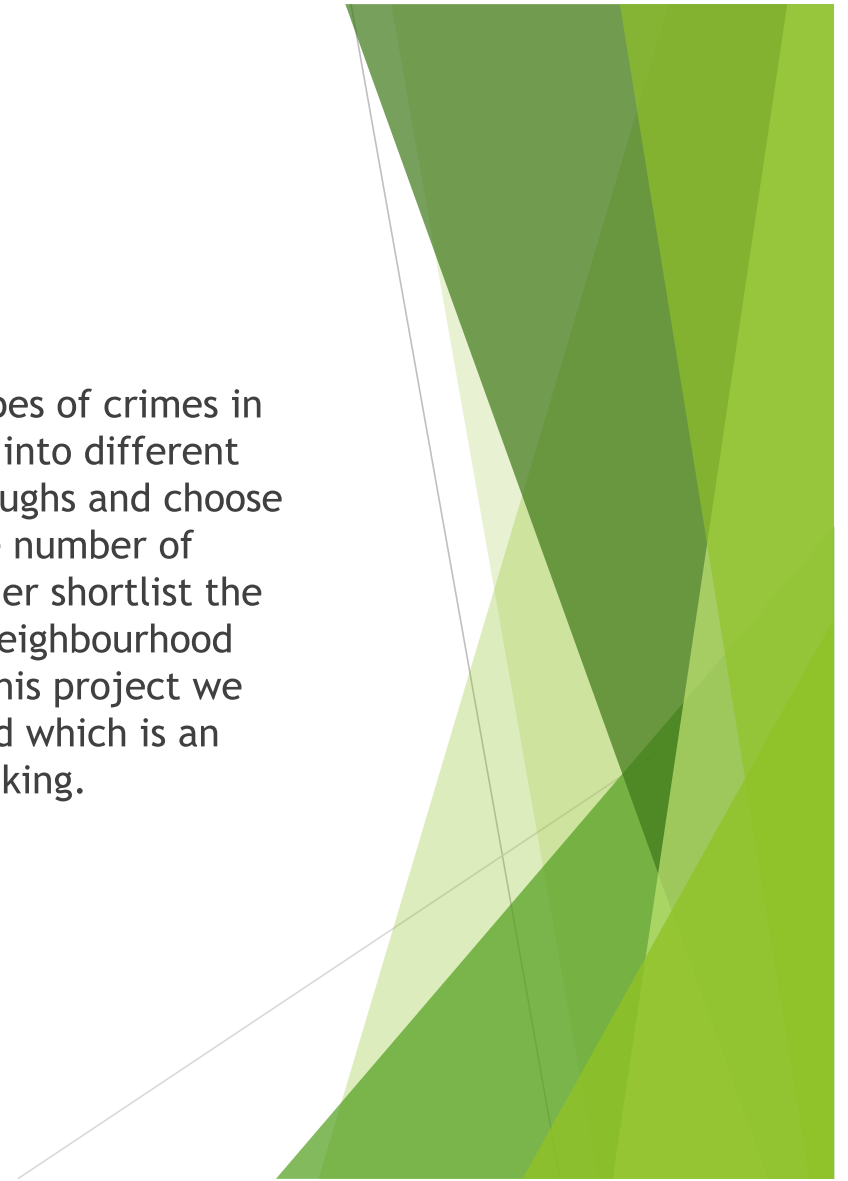 pes of crimes in
into different
ughs and choose
number of
er shortlist the
eighbourhood
his project we
d which is an
king.